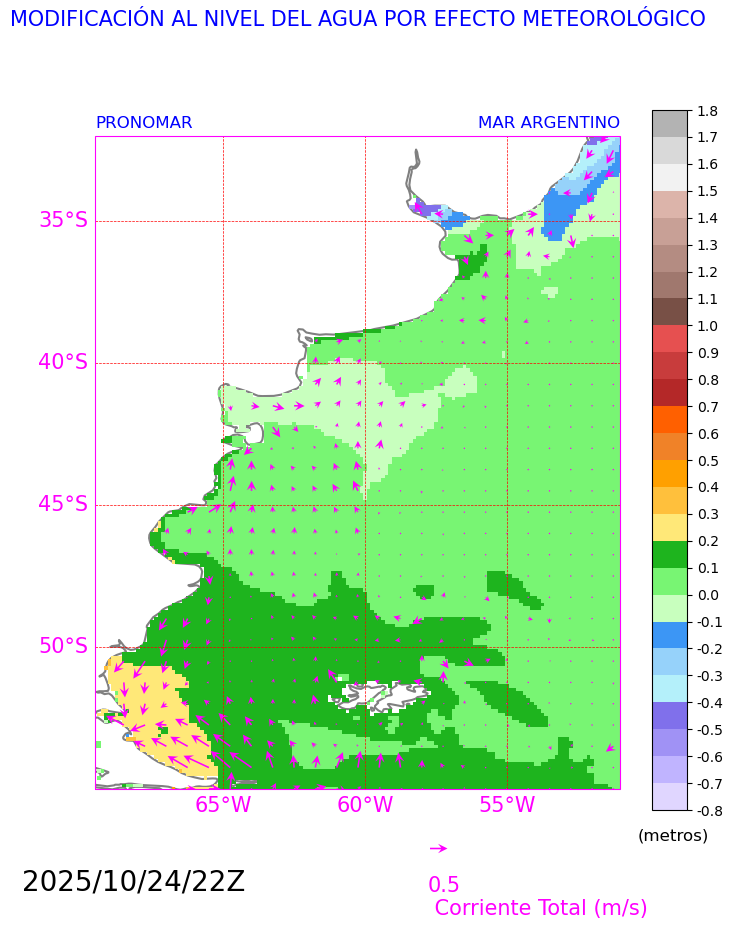 MODIFICACIÓN AL NIVEL DEL AGUA POR EFECTO METEOROLÓGICO
PRONOMAR MAR ARGENTINO
35°S
40°S
45°S
50°S
65°W 60°W 55°W
1.8
1.7
1.6
1.5
1.4
1.3
1.2
1.1
1.0
0.9
0.8
0.7
0.6
0.5
0.4
0.3
0.2
0.1
0.0
-0.1
-0.2
-0.3
-0.4
-0.5
-0.6
-0.7
-0.8
(metros)
2025/10/24/22Z
0.5
Corriente Total (m/s)